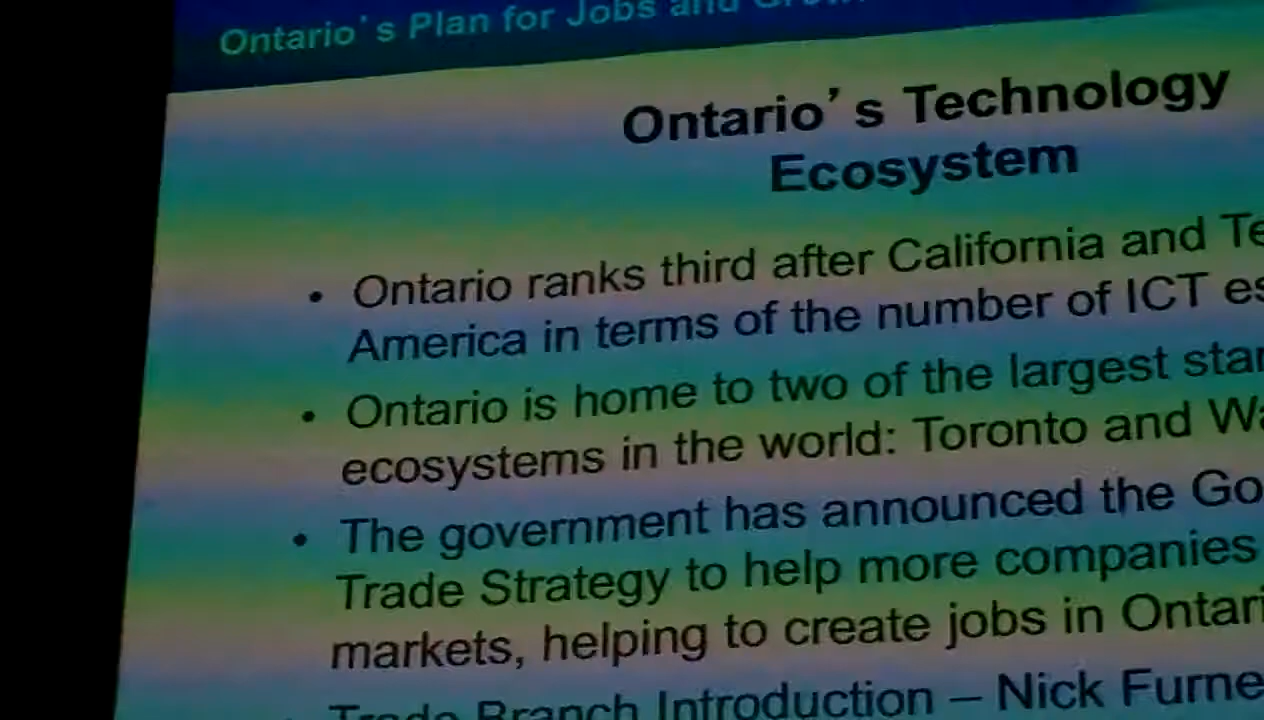 Ontario’s Plan for Jobs and
Ontario’s Technology
Ecosystem
• Ontario ranks third after California and
America in terms of the number of ICT
• Ontario is home to two of the largest
ecosystems in the world: Toronto and
• The government has announced the
Trade Strategy to help more companies
markets, helping to create jobs in
Trade Branch Introduction – Nick